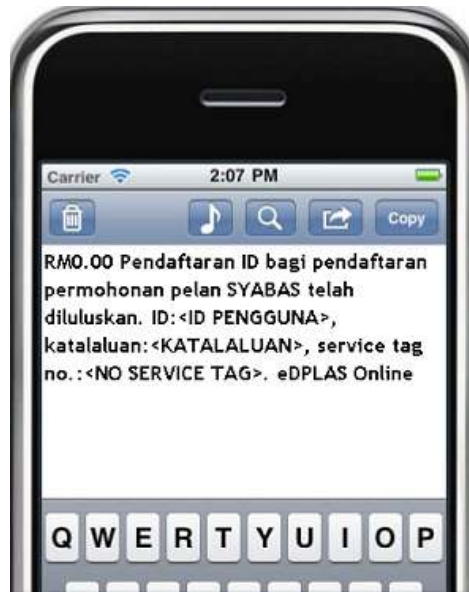 Carrier 2:07 PM
Copy
RM0.00 Pendaftaran ID bagi pendaftaran
permohonan pelan SYABAS telah
diluluskan. ID:<ID PENGGUNA>,
katalaluan:<KATALALUAN>, service tag
no.:<NO SERVICE TAG>. eDPLAS Online
Q W E R T Y U I O P